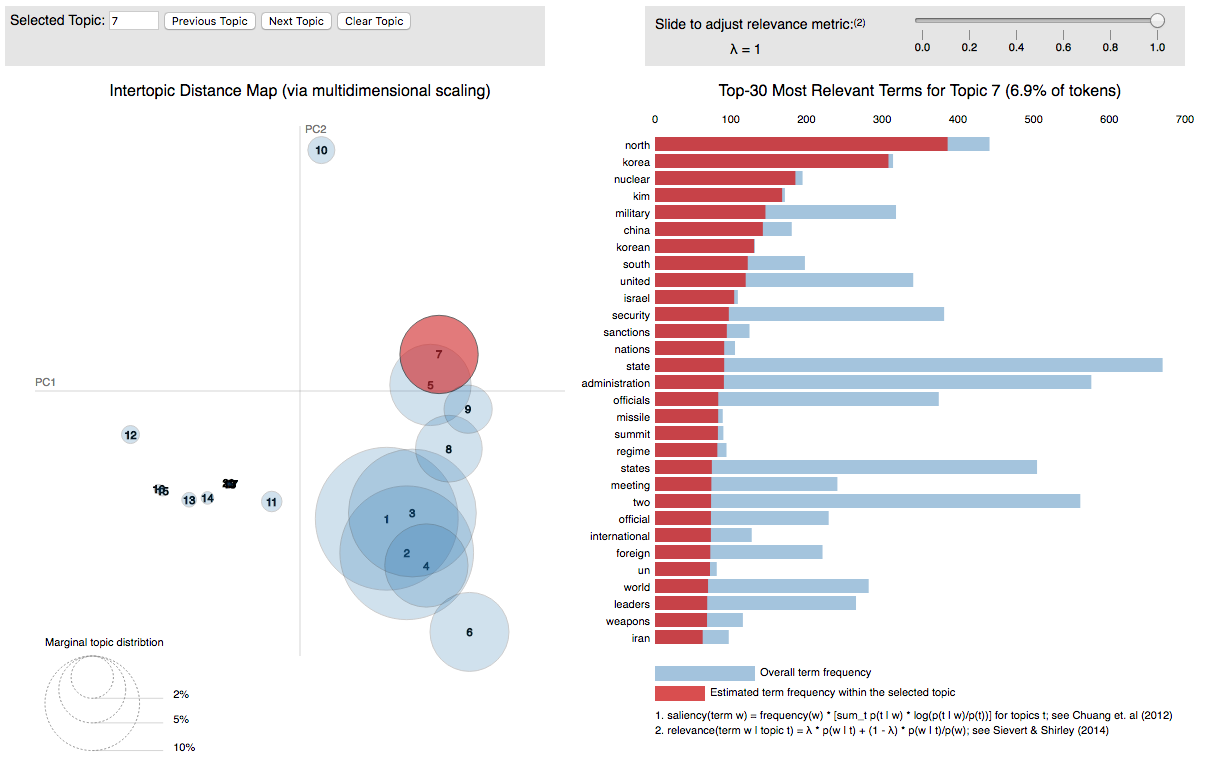 Selected Topic: 7 Previous Topic Next Topic Clear Topic
Slide to adjust relevance metric:(2)
λ = 1
0.0 0.2 0.4 0.6 0.8 1.0
Intertopic Distance Map (via multidimensional scaling)
PC2
PC1
10
7
5
9
12
8
13
14
11
1
3
2
4
6
Marginal topic distribtion
2%
5%
10%
Top-30 Most Relevant Terms for Topic 7 (6.9% of tokens)
0 100 200 300 400 500 600 700
north
korea
nuclear
kim
military
china
korean
south
united
israel
security
sanctions
nations
state
administration
officials
missile
summit
regime
states
meeting
two
official
international
foreign
un
world
leaders
weapons
iran
Overall term frequency
Estimated term frequency within the selected topic
1. saliency(term w) = frequency(w) * [sum_t p(t | w) * log(p(t | w)/p(t))] for topics t; see Chuang et. al (2012)
2. relevance(term w | topic t) = λ * p(w | t) + (1 - λ) * p(w | t)/p(w); see Sievert & Shirley (2014)